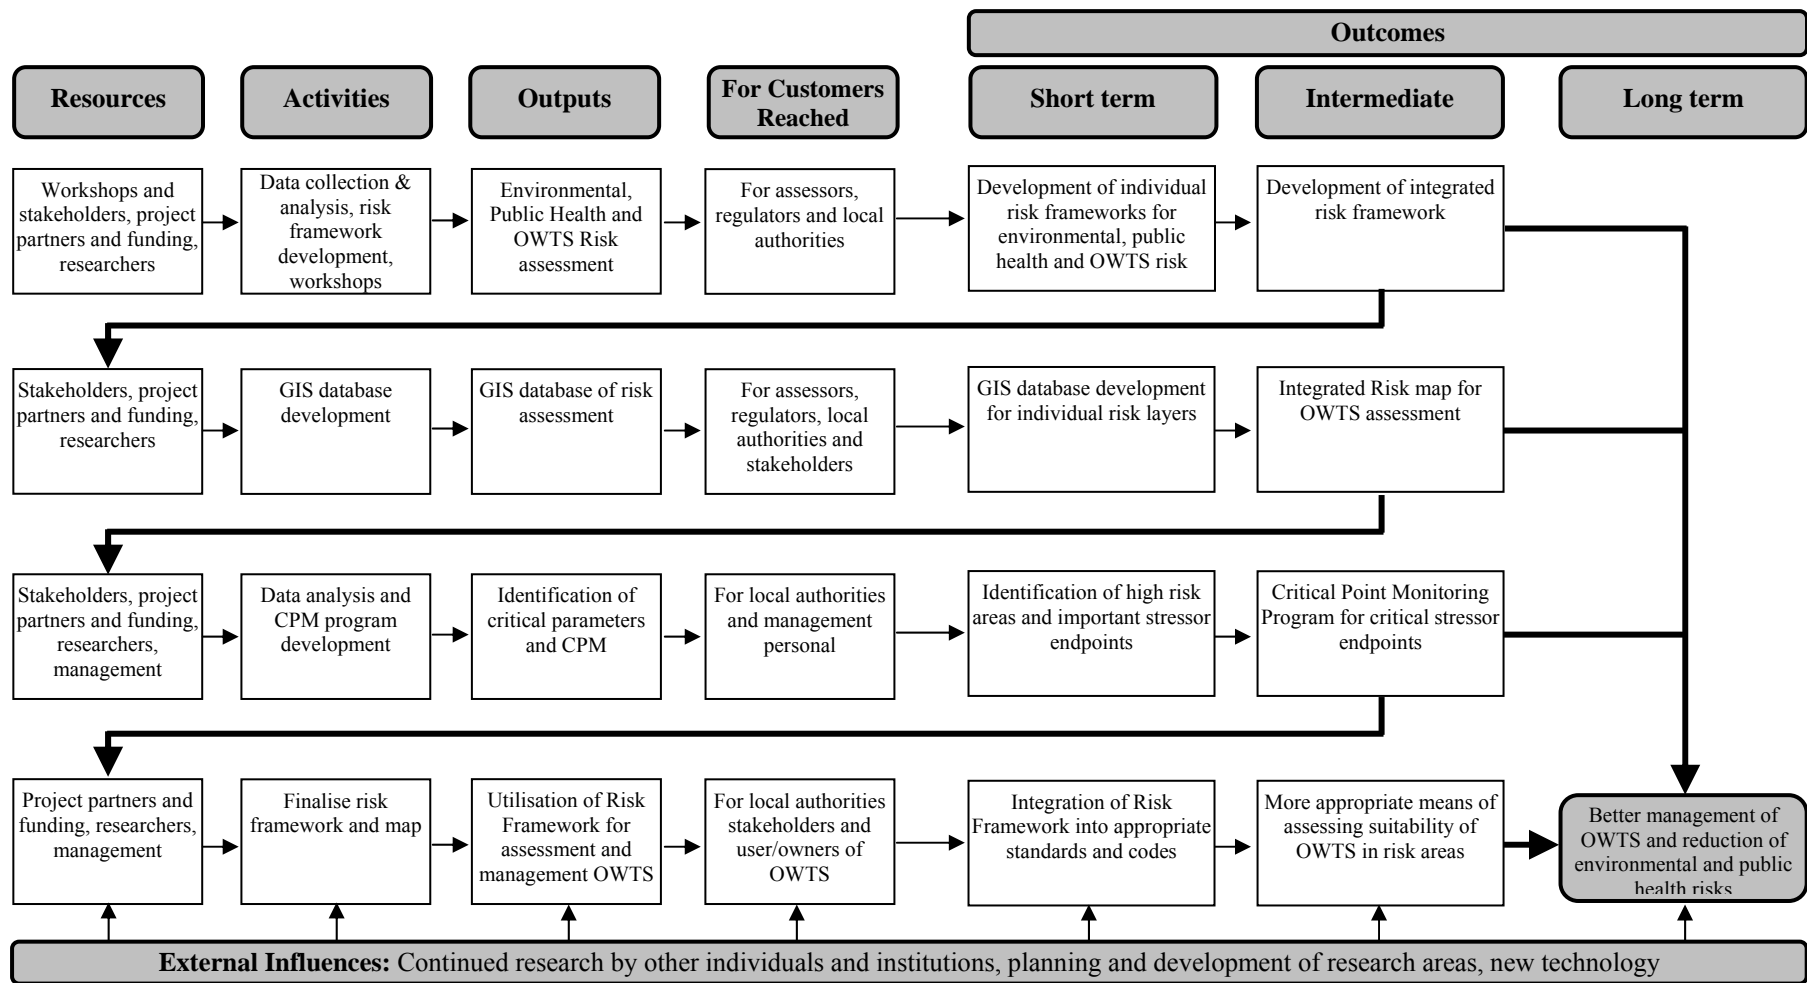 Outcomes
Resources
Activities
Outputs
For Customers
Reached
Short term
Intermediate
Long term
Workshops and
stakeholders, project
partners and funding,
researchers
Data collection &
analysis, risk
framework
development,
workshops
Environmental,
Public Health and
OWTS Risk
assessment
For assessors,
regulators and local
authorities
Development of individual
risk frameworks for
environmental, public
health and OWTS risk
Development of integrated
risk framework
Stakeholders, project
partners and funding,
researchers
GIS database
development
GIS database of risk
assessment
For assessors,
regulators, local
authorities and
stakeholders
GIS database development
for individual risk layers
Integrated Risk map for
OWTS assessment
Stakeholders, project
partners and funding,
researchers,
management
Data analysis and
CPM program
development
Identification of
critical parameters
and CPM
For local authorities
and management
personal
Identification of high risk
areas and important stressor
endpoints
Critical Point Monitoring
Program for critical stressor
endpoints
Project partners and
funding, researchers,
management
Finalise risk
framework and map
Utilisation of Risk
Framework for
assessment and
management OWTS
For local authorities
stakeholders and
user/owners of
OWTS
Integration of Risk
Framework into appropriate
standards and codes
More appropriate means of
assessing suitability of
OWTS in risk areas
Better management of
OWTS and reduction of
environmental and public
health risks
External Influences: Continued research by other individuals and institutions, planning and development of research areas, new technology